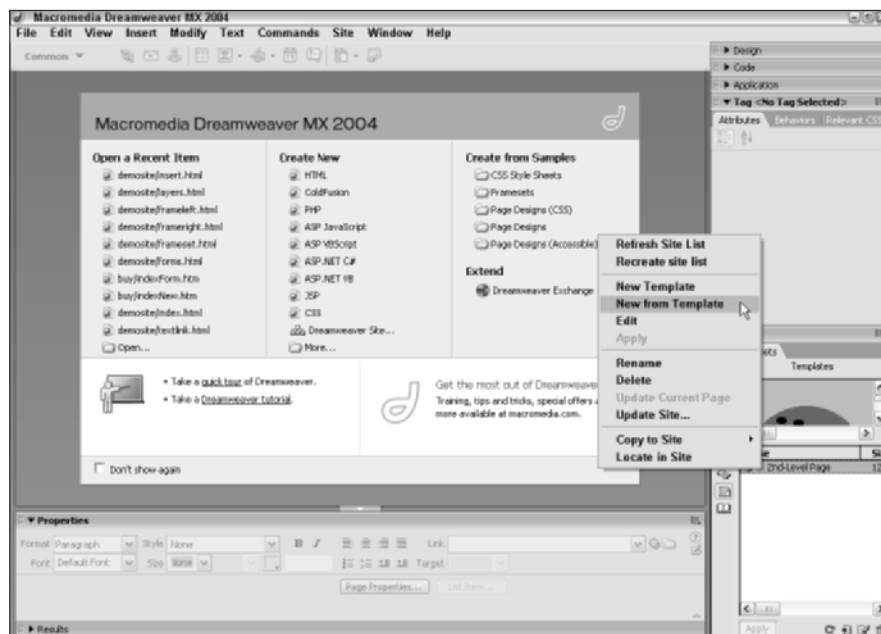 Macromedia Dreamweaver MX 2004
File Edit View Insert Modify Text Commands Site Window Help
Common
Design
Code
Application
Tag <No Tag Selected>
Attributes Behaviors Relevant CSS
Macromedia Dreamweaver MX 2004
Open a Recent Item
demosite/insert.html
demosite/layers.html
demosite/frameleft.html
demosite/frameright.html
demosite/frameset.html
demosite/forms.html
buy/indexForm.htm
buy/indexNew.htm
demosite/index.html
demosite/textlink.html
Open...
Create New
HTML
ColdFusion
PHP
ASP JavaScript
ASP VBScript
ASP.NET C#
ASP.NET VB
JSP
CSS
Dreamweaver Site...
More...
Create from Samples
CSS Style Sheets
Framesets
Page Designs (CSS)
Page Designs
Page Designs (Accessible)
Extend
Dreamweaver Exchange
Refresh Site List
Recreate site list
New Template
New from Template
Edit
Apply
Rename
Delete
Update Current Page
Update Site...
Copy to Site
Locate in Site
Templates
2nd-Level Page
• Take a quick tour of Dreamweaver.
• Take a Dreamweaver tutorial.
Get the most out of Dreamweaver
Training, tips and tricks, special offers
more available at macromedia.com.
Don't show again
Properties
Format Paragraph Style None B I Link
Font Default Font Size None Target
Page Properties... List Item...
Results
Apply